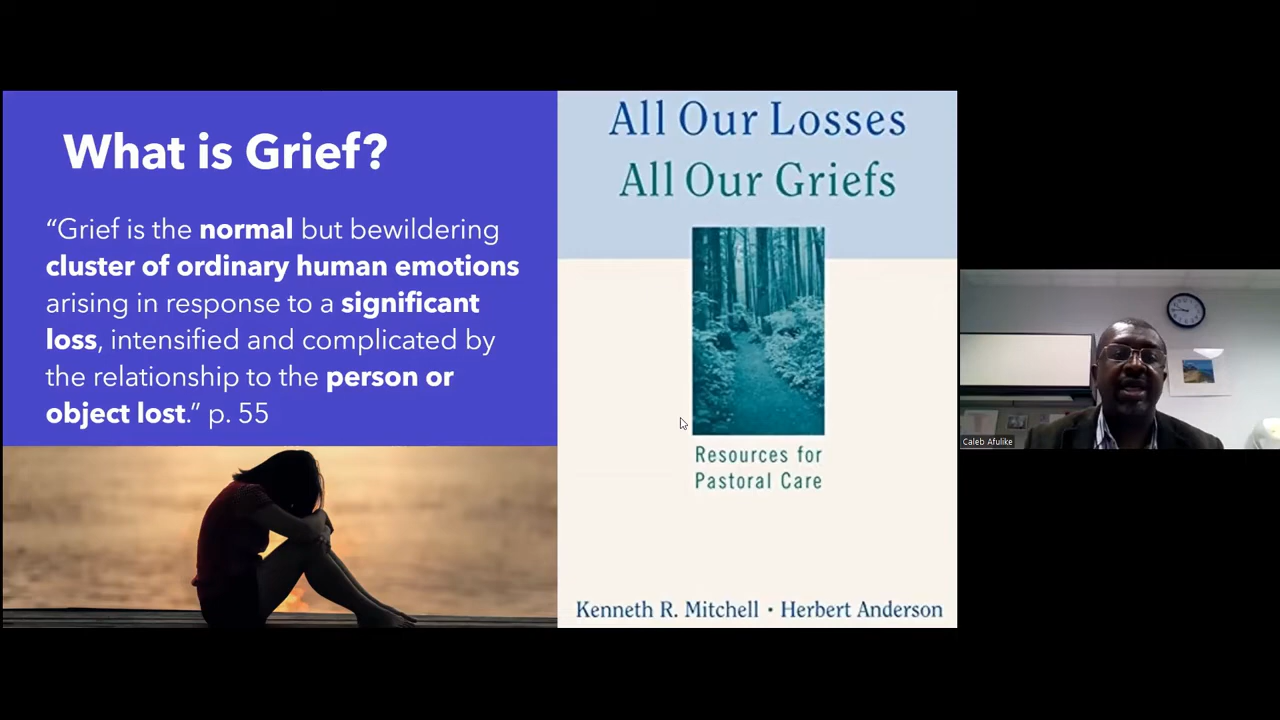 What is Grief?
“Grief is the normal but bewildering
cluster of ordinary human emotions
arising in response to a significant
loss, intensified and complicated by
the relationship to the person or
object lost.” p. 55
All Our Losses
All Our Griefs
Resources for
Pastoral Care
Kenneth R. Mitchell • Herbert Anderson
Caleb Afulike